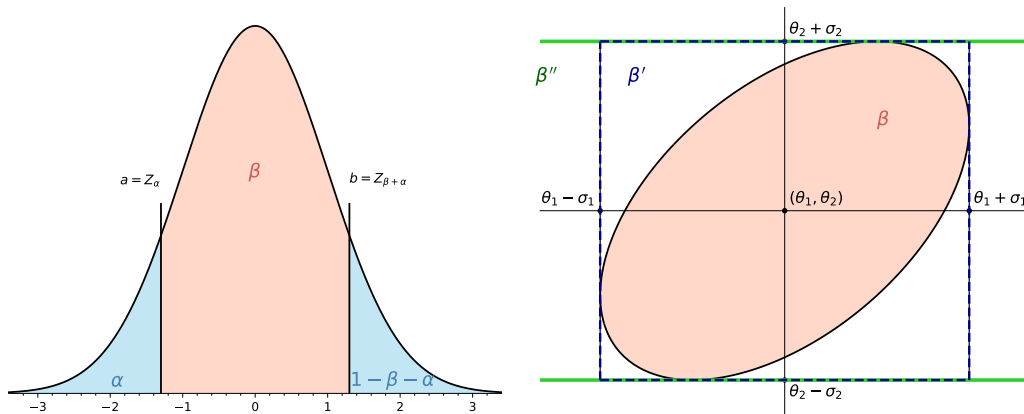 a = Z_α
b = Z_{β+α}
β
α
1 − β − α
−3 −2 −1 0 1 2 3
θ₂ + σ₂
β′′
β′
β
θ₁ − σ₁
(θ₁, θ₂)
θ₁ + σ₁
θ₂ − σ₂